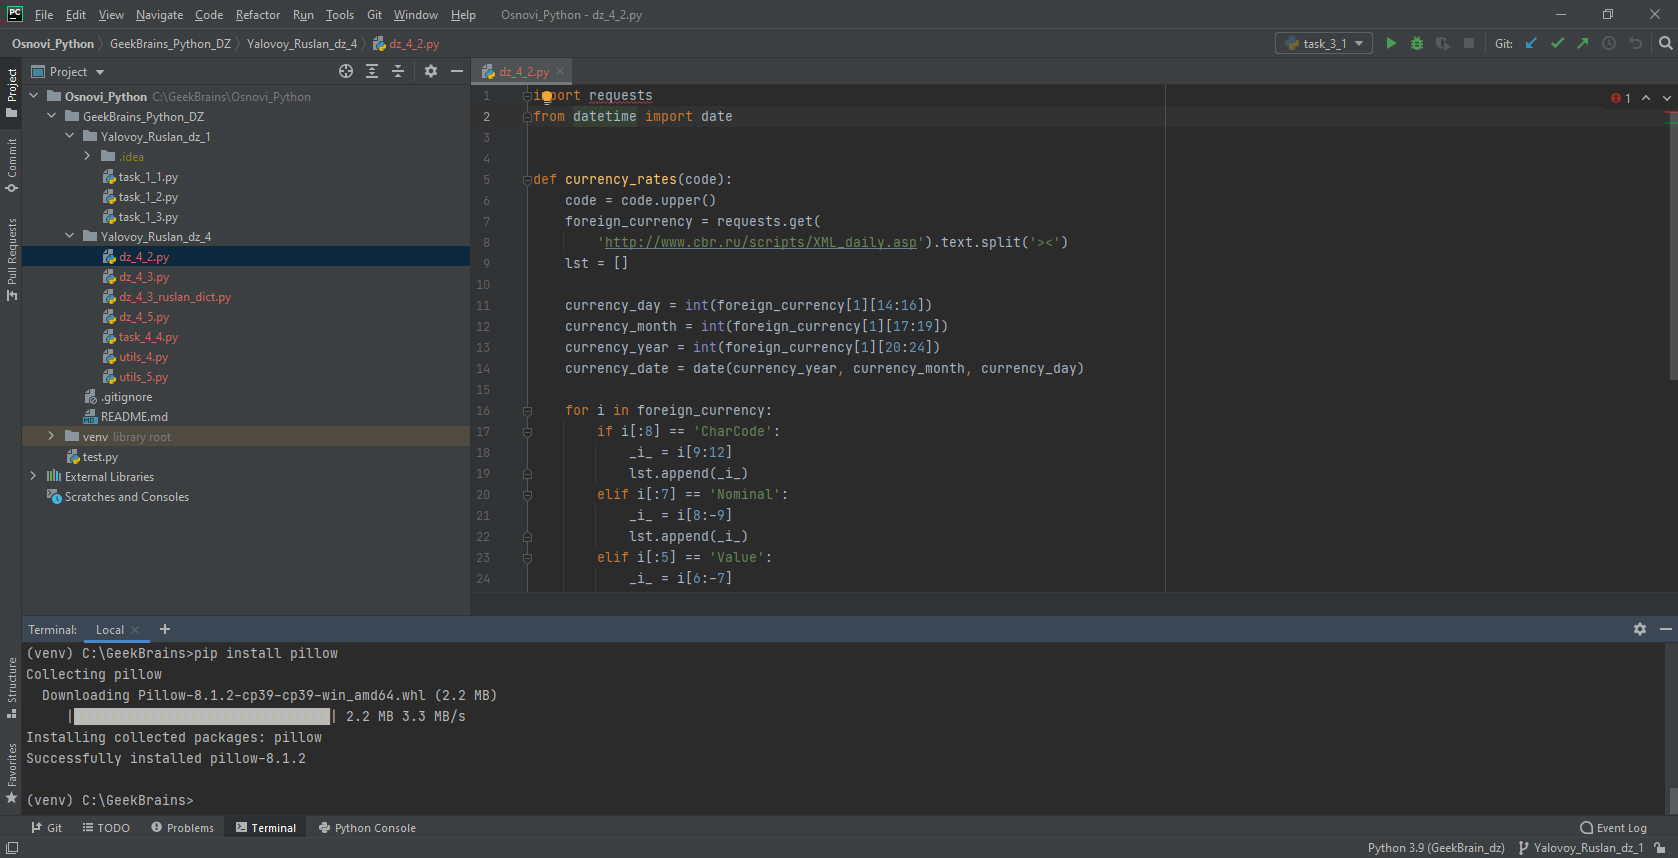 PC File Edit View Navigate Code Refactor Run Tools Git Window Help Osnovi_Python - dz_4_2.py
Osnovi_Python GeekBrains_Python_DZ Yalovoy_Ruslan_dz_4 dz_4_2.py task_3_1 Git:
Project
Commit
Pull Requests
Structure
Favorites
Project
Osnovi_Python C:\GeekBrains\Osnovi_Python
GeekBrains_Python_DZ
Yalovoy_Ruslan_dz_1
.idea
task_1_1.py
task_1_2.py
task_1_3.py
Yalovoy_Ruslan_dz_4
dz_4_2.py
dz_4_3.py
dz_4_3_ruslan_dict.py
dz_4_5.py
task_4_4.py
utils_4.py
utils_5.py
.gitignore
README.md
venv library root
test.py
External Libraries
Scratches and Consoles
dz_4_2.py
1
1 import requests
2 from datetime import date
3
4
5 def currency_rates(code):
6 code = code.upper()
7 foreign_currency = requests.get(
8 'http://www.cbr.ru/scripts/XML_daily.asp').text.split('><')
9 lst = []
10
11 currency_day = int(foreign_currency[1][14:16])
12 currency_month = int(foreign_currency[1][17:19])
13 currency_year = int(foreign_currency[1][20:24])
14 currency_date = date(currency_year, currency_month, currency_day)
15
16 for i in foreign_currency:
17 if i[:8] == 'CharCode':
18 _i_ = i[9:12]
19 lst.append(_i_)
20 elif i[:7] == 'Nominal':
21 _i_ = i[8:-9]
22 lst.append(_i_)
23 elif i[:5] == 'Value':
24 _i_ = i[6:-7]
Terminal: Local
(venv) C:\GeekBrains>pip install pillow
Collecting pillow
Downloading Pillow-8.1.2-cp39-cp39-win_amd64.whl (2.2 MB)
|████████████████████████████████| 2.2 MB 3.3 MB/s
Installing collected packages: pillow
Successfully installed pillow-8.1.2
(venv) C:\GeekBrains>
Git TODO Problems Terminal Python Console Event Log
Python 3.9 (GeekBrain_dz) Yalovoy_Ruslan_dz_1